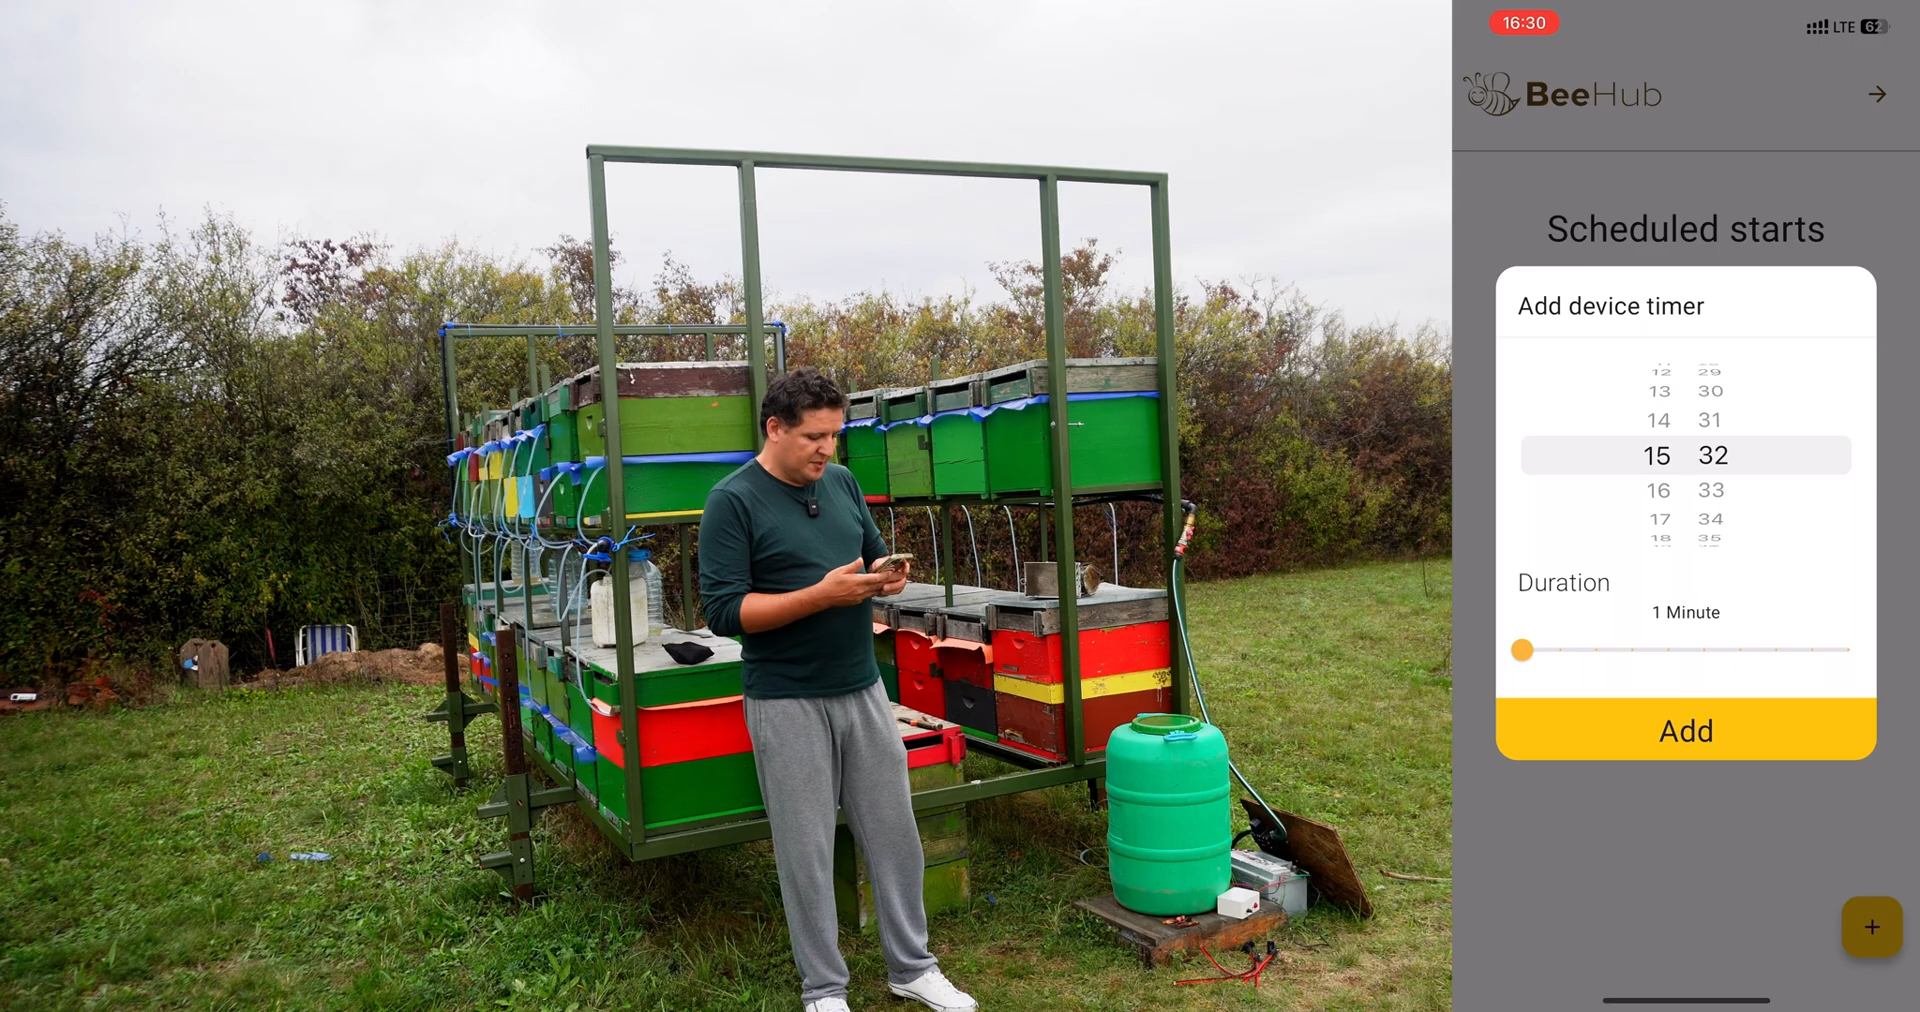 16:30
LTE 62
BeeHub
Scheduled starts
Add device timer
12 29
13 30
14 31
15 32
16 33
17 34
18 35
Duration
1 Minute
Add
+